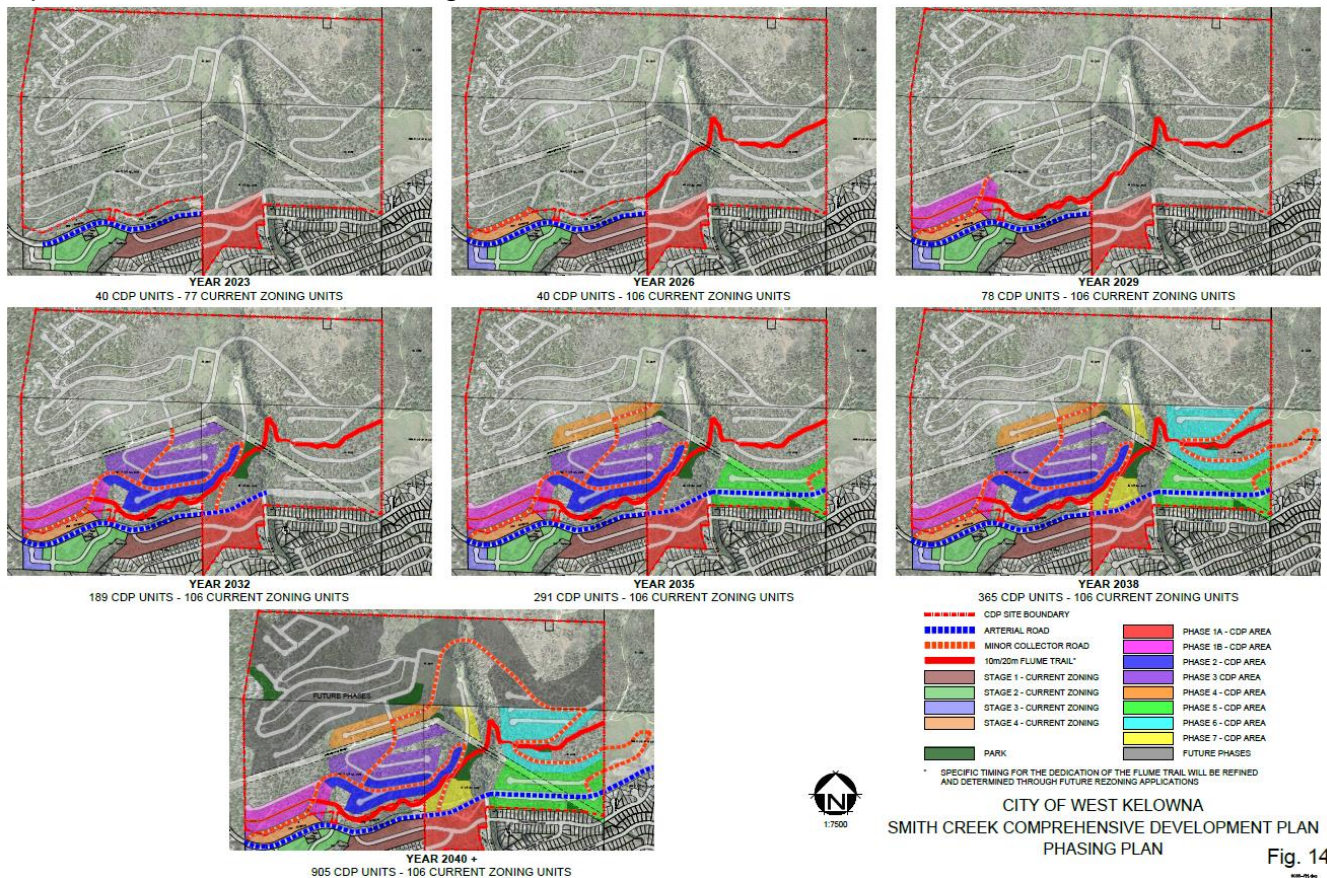 YEAR 2023
40 CDP UNITS - 77 CURRENT ZONING UNITS
YEAR 2026
40 CDP UNITS - 106 CURRENT ZONING UNITS
YEAR 2029
78 CDP UNITS - 106 CURRENT ZONING UNITS
YEAR 2032
189 CDP UNITS - 106 CURRENT ZONING UNITS
YEAR 2035
291 CDP UNITS - 106 CURRENT ZONING UNITS
YEAR 2038
365 CDP UNITS - 106 CURRENT ZONING UNITS
FUTURE PHASES
YEAR 2040 +
905 CDP UNITS - 106 CURRENT ZONING UNITS
CDP SITE BOUNDARY
ARTERIAL ROAD
MINOR COLLECTOR ROAD
10m/20m FLUME TRAIL*
STAGE 1 - CURRENT ZONING
STAGE 2 - CURRENT ZONING
STAGE 3 - CURRENT ZONING
STAGE 4 - CURRENT ZONING
PARK
PHASE 1A - CDP AREA
PHASE 1B - CDP AREA
PHASE 2 - CDP AREA
PHASE 3 CDP AREA
PHASE 4 - CDP AREA
PHASE 5 - CDP AREA
PHASE 6 - CDP AREA
PHASE 7 - CDP AREA
FUTURE PHASES
* SPECIFIC TIMING FOR THE DEDICATION OF THE FLUME TRAIL WILL BE REFINED
AND DETERMINED THROUGH FUTURE REZONING APPLICATIONS
N
1:7500
CITY OF WEST KELOWNA
SMITH CREEK COMPREHENSIVE DEVELOPMENT PLAN
PHASING PLAN
Fig. 14